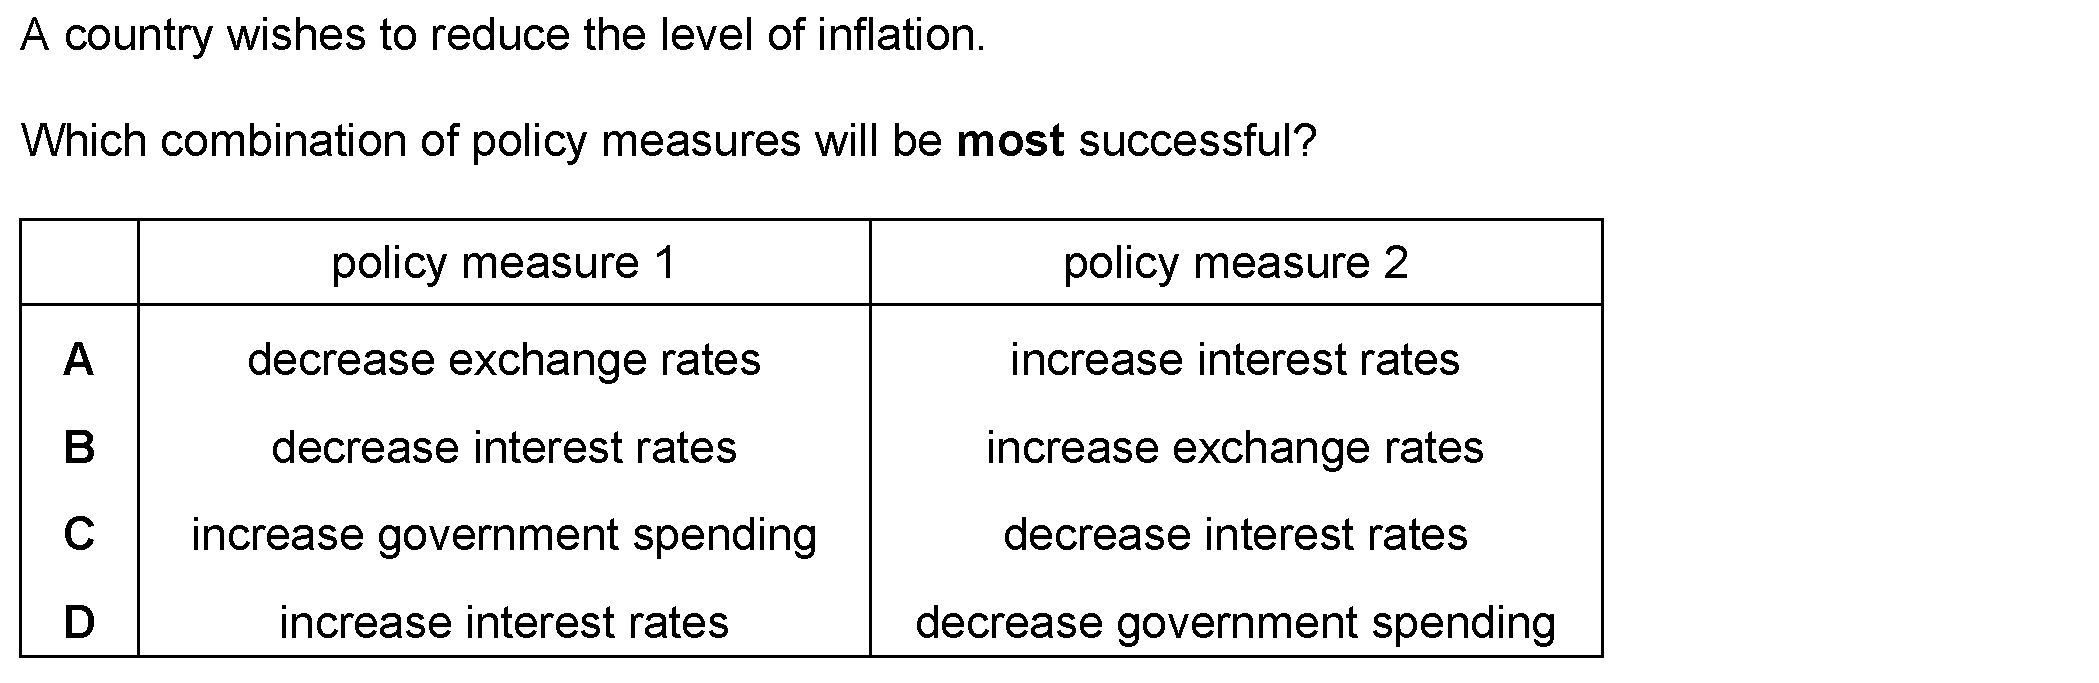 A country wishes to reduce the level of inflation.
Which combination of policy measures will be most successful?
policy measure 1 policy measure 2
A decrease exchange rates increase interest rates
B decrease interest rates increase exchange rates
C increase government spending decrease interest rates
D increase interest rates decrease government spending